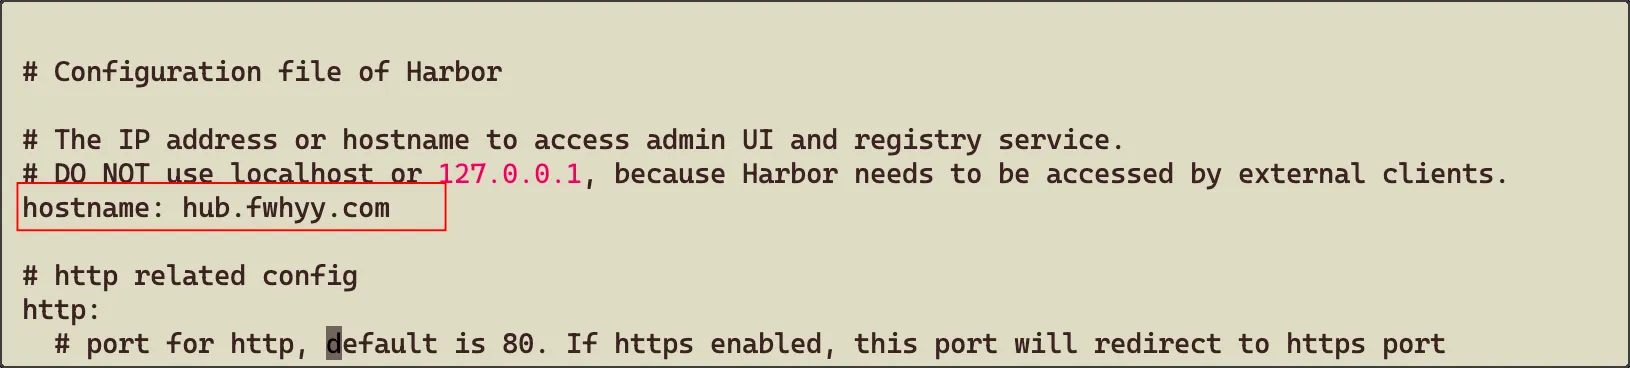 # Configuration file of Harbor
# The IP address or hostname to access admin UI and registry service.
# DO NOT use localhost or 127.0.0.1, because Harbor needs to be accessed by external clients.
hostname: hub.fwhyy.com
# http related config
http:
# port for http, default is 80. If https enabled, this port will redirect to https port